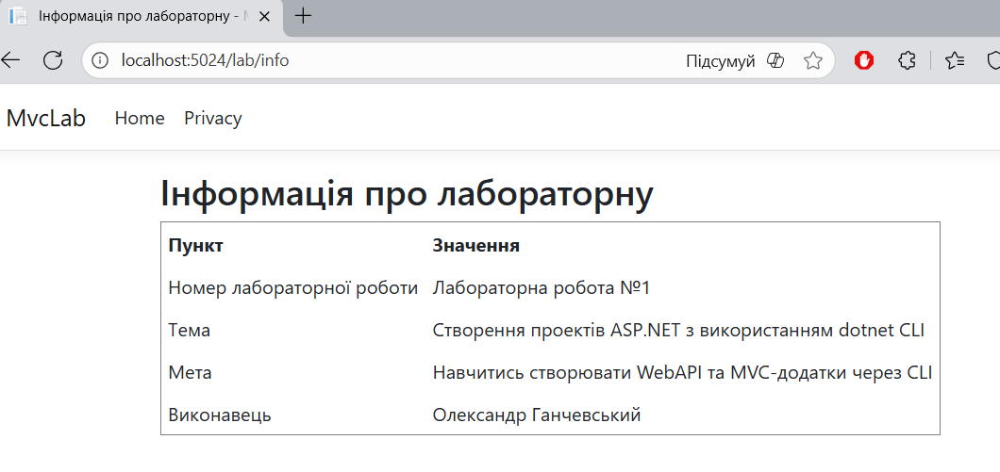 Інформація про лабораторну -
localhost:5024/lab/info
Підсумуй
MvcLab Home Privacy
Інформація про лабораторну
Пункт Значення
Номер лабораторної роботи Лабораторна робота №1
Тема Створення проектів ASP.NET з використанням dotnet CLI
Мета Навчитись створювати WebAPI та MVC-додатки через CLI
Виконавець Олександр Ганчевський